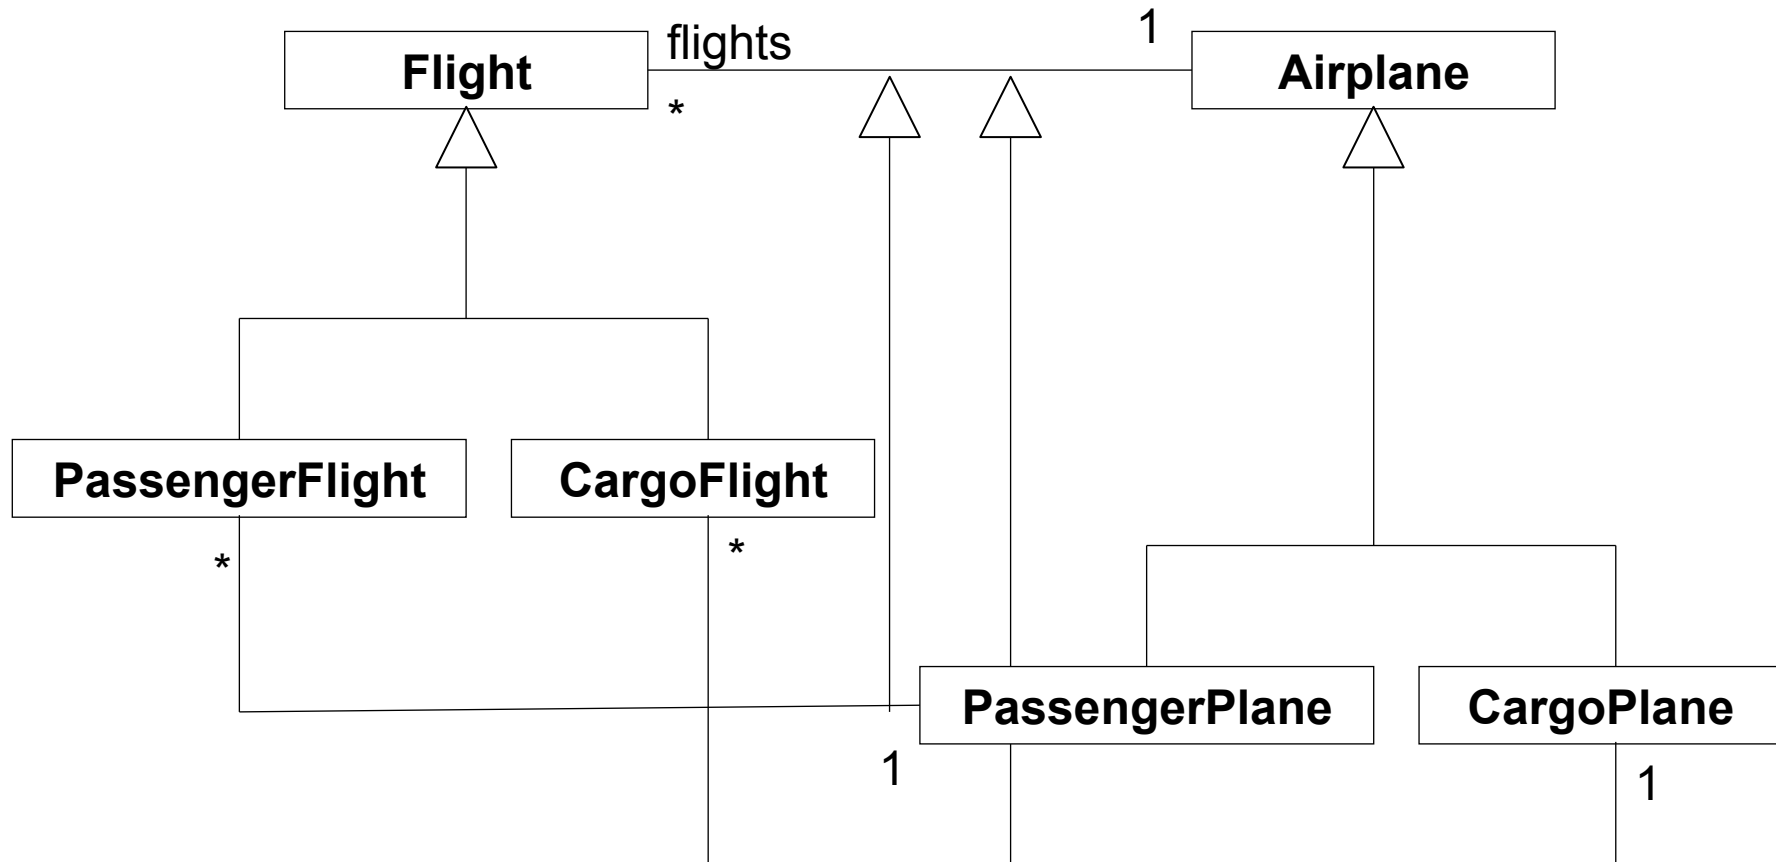 flights
1
Flight
Airplane
*
PassengerFlight
CargoFlight
*
*
PassengerPlane
CargoPlane
1
1